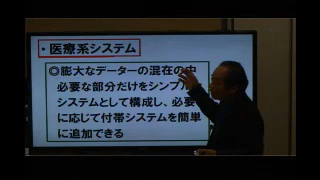 ・医療系システム
◎膨大なデーターの混在の中
必要な部分だけをシンプル
システムとして構成し、必要
に応じて付帯システムを簡単
に追加できる